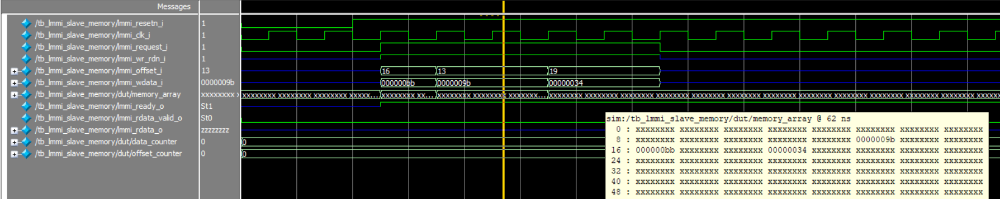 Messages
/tb_lmmi_slave_memory/lmmi_resetn_i 1
/tb_lmmi_slave_memory/lmmi_clk_i 1
/tb_lmmi_slave_memory/lmmi_request_i 1
/tb_lmmi_slave_memory/lmmi_wr_rdn_i 1
/tb_lmmi_slave_memory/lmmi_offset_i 13 16 13 19
/tb_lmmi_slave_memory/lmmi_wdata_i 0000009b 000000bb 0000009b 00000034
/tb_lmmi_slave_memory/dut/memory_array xxxxxxxx x xxxxxxxx xxxxxxxx xxxxxxxx xxxxx... xxxxxxxx xx... xxxxxxxx xxxxxxxx xxxxxxx... xxxxxxxx xxxxxxxx xxxxxxxx xxxxxxxx xxxxxxxx xxxxxxxx xxxxxxxx xxxxxxxx xxxxxxxx
/tb_lmmi_slave_memory/lmmi_ready_o St1
/tb_lmmi_slave_memory/lmmi_rdata_valid_o St0
/tb_lmmi_slave_memory/lmmi_rdata_o zzzzzzzz
/tb_lmmi_slave_memory/dut/data_counter 0 0
/tb_lmmi_slave_memory/dut/offset_counter 0 0
sim:/tb_lmmi_slave_memory/dut/memory_array @ 62 ns
0 : xxxxxxxx xxxxxxxx xxxxxxxx xxxxxxxx xxxxxxxx xxxxxxxx xxxxxxxx xxxxxxxx
8 : xxxxxxxx xxxxxxxx xxxxxxxx xxxxxxxx xxxxxxxx 0000009b xxxxxxxx xxxxxxxx
16 : 000000bb xxxxxxxx xxxxxxxx 00000034 xxxxxxxx xxxxxxxx xxxxxxxx xxxxxxxx
24 : xxxxxxxx xxxxxxxx xxxxxxxx xxxxxxxx xxxxxxxx xxxxxxxx xxxxxxxx xxxxxxxx
32 : xxxxxxxx xxxxxxxx xxxxxxxx xxxxxxxx xxxxxxxx xxxxxxxx xxxxxxxx xxxxxxxx
40 : xxxxxxxx xxxxxxxx xxxxxxxx xxxxxxxx xxxxxxxx xxxxxxxx xxxxxxxx xxxxxxxx
48 : xxxxxxxx xxxxxxxx xxxxxxxx xxxxxxxx xxxxxxxx xxxxxxxx xxxxxxxx xxxxxxxx